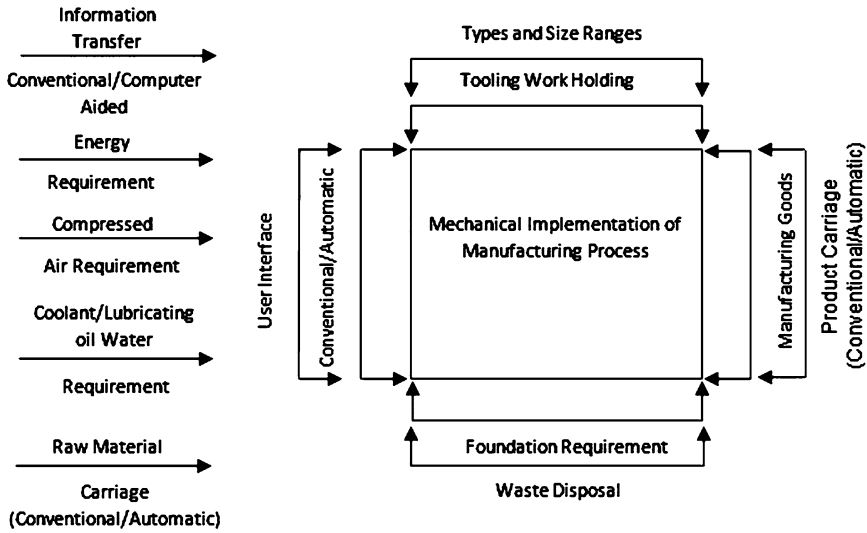 Information
Transfer
Conventional/Computer
Aided
Energy
Requirement
Compressed
Air Requirement
Coolant/Lubricating
oil Water
Requirement
Raw Material
Carriage
(Conventional/Automatic)
Types and Size Ranges
Tooling Work Holding
User Interface
Conventional/Automatic
Mechanical Implementation of
Manufacturing Process
Manufacturing Goods
Product Carriage
(Conventional/Automatic)
Foundation Requirement
Waste Disposal